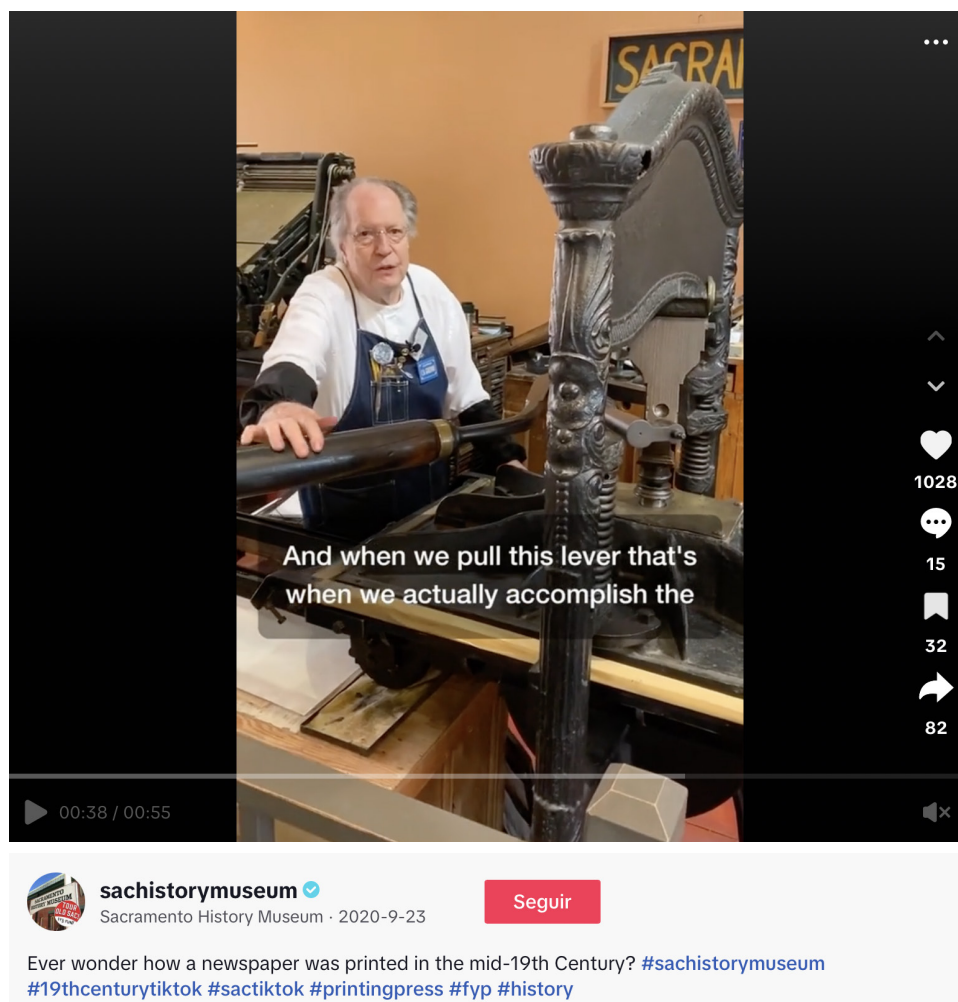 SACRA
And when we pull this lever that's
when we actually accomplish the
1028
15
32
82
00:38 / 00:55
sachistorymuseum
Sacramento History Museum · 2020-9-23
Seguir
Ever wonder how a newspaper was printed in the mid-19th Century? #sachistorymuseum
#19thcenturytiktok #sactiktok #printingpress #fyp #history